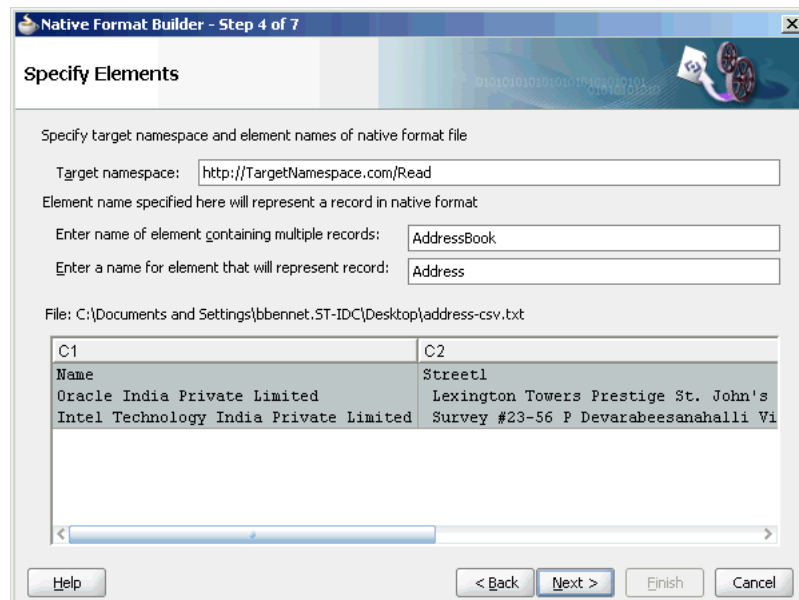 Native Format Builder - Step 4 of 7
Specify Elements
Specify target namespace and element names of native format file
Target namespace: http://TargetNamespace.com/Read
Element name specified here will represent a record in native format
Enter name of element containing multiple records: AddressBook
Enter a name for element that will represent record: Address
File: C:\Documents and Settings\bbennet.ST-IDC\Desktop\address-csv.txt
C1 C2
Name Street1
Oracle India Private Limited Lexington Towers Prestige St. John's
Intel Technology India Private Limited Survey #23-56 P Devarabeesanahalli Vi
Help < Back Next > Finish Cancel